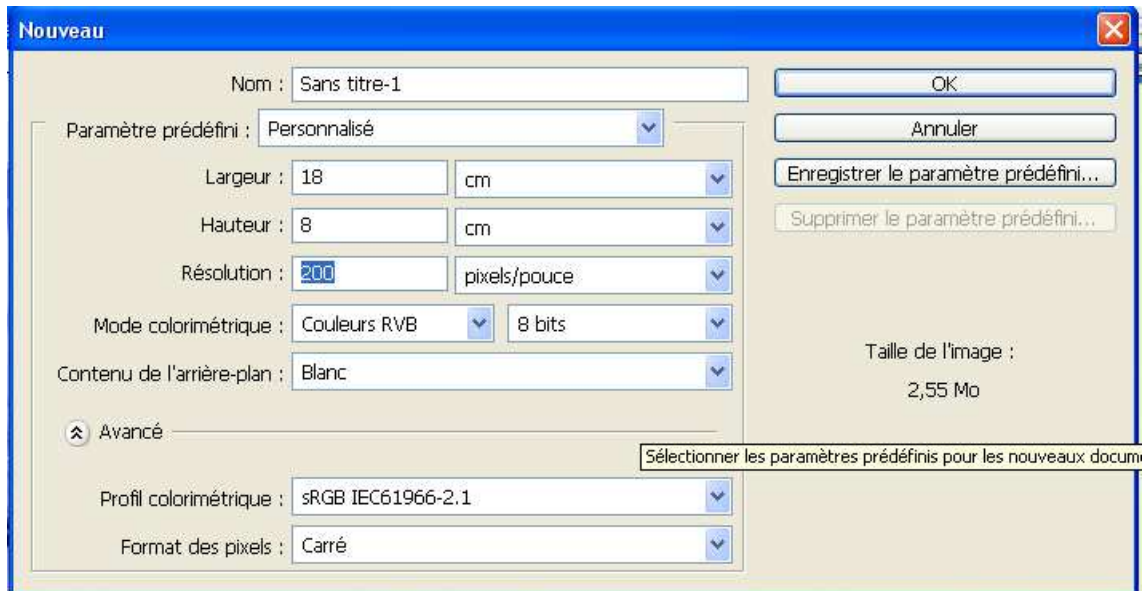 Nouveau
Nom : Sans titre-1
OK
Paramètre prédéfini : Personnalisé
Annuler
Largeur : 18 cm
Enregistrer le paramètre prédéfini...
Hauteur : 8 cm
Supprimer le paramètre prédéfini...
Résolution : 200 pixels/pouce
Mode colorimétrique : Couleurs RVB 8 bits
Taille de l'image :
Contenu de l'arrière-plan : Blanc
2,55 Mo
Avancé
Sélectionner les paramètres prédéfinis pour les nouveaux docum
Profil colorimétrique : sRGB IEC61966-2.1
Format des pixels : Carré